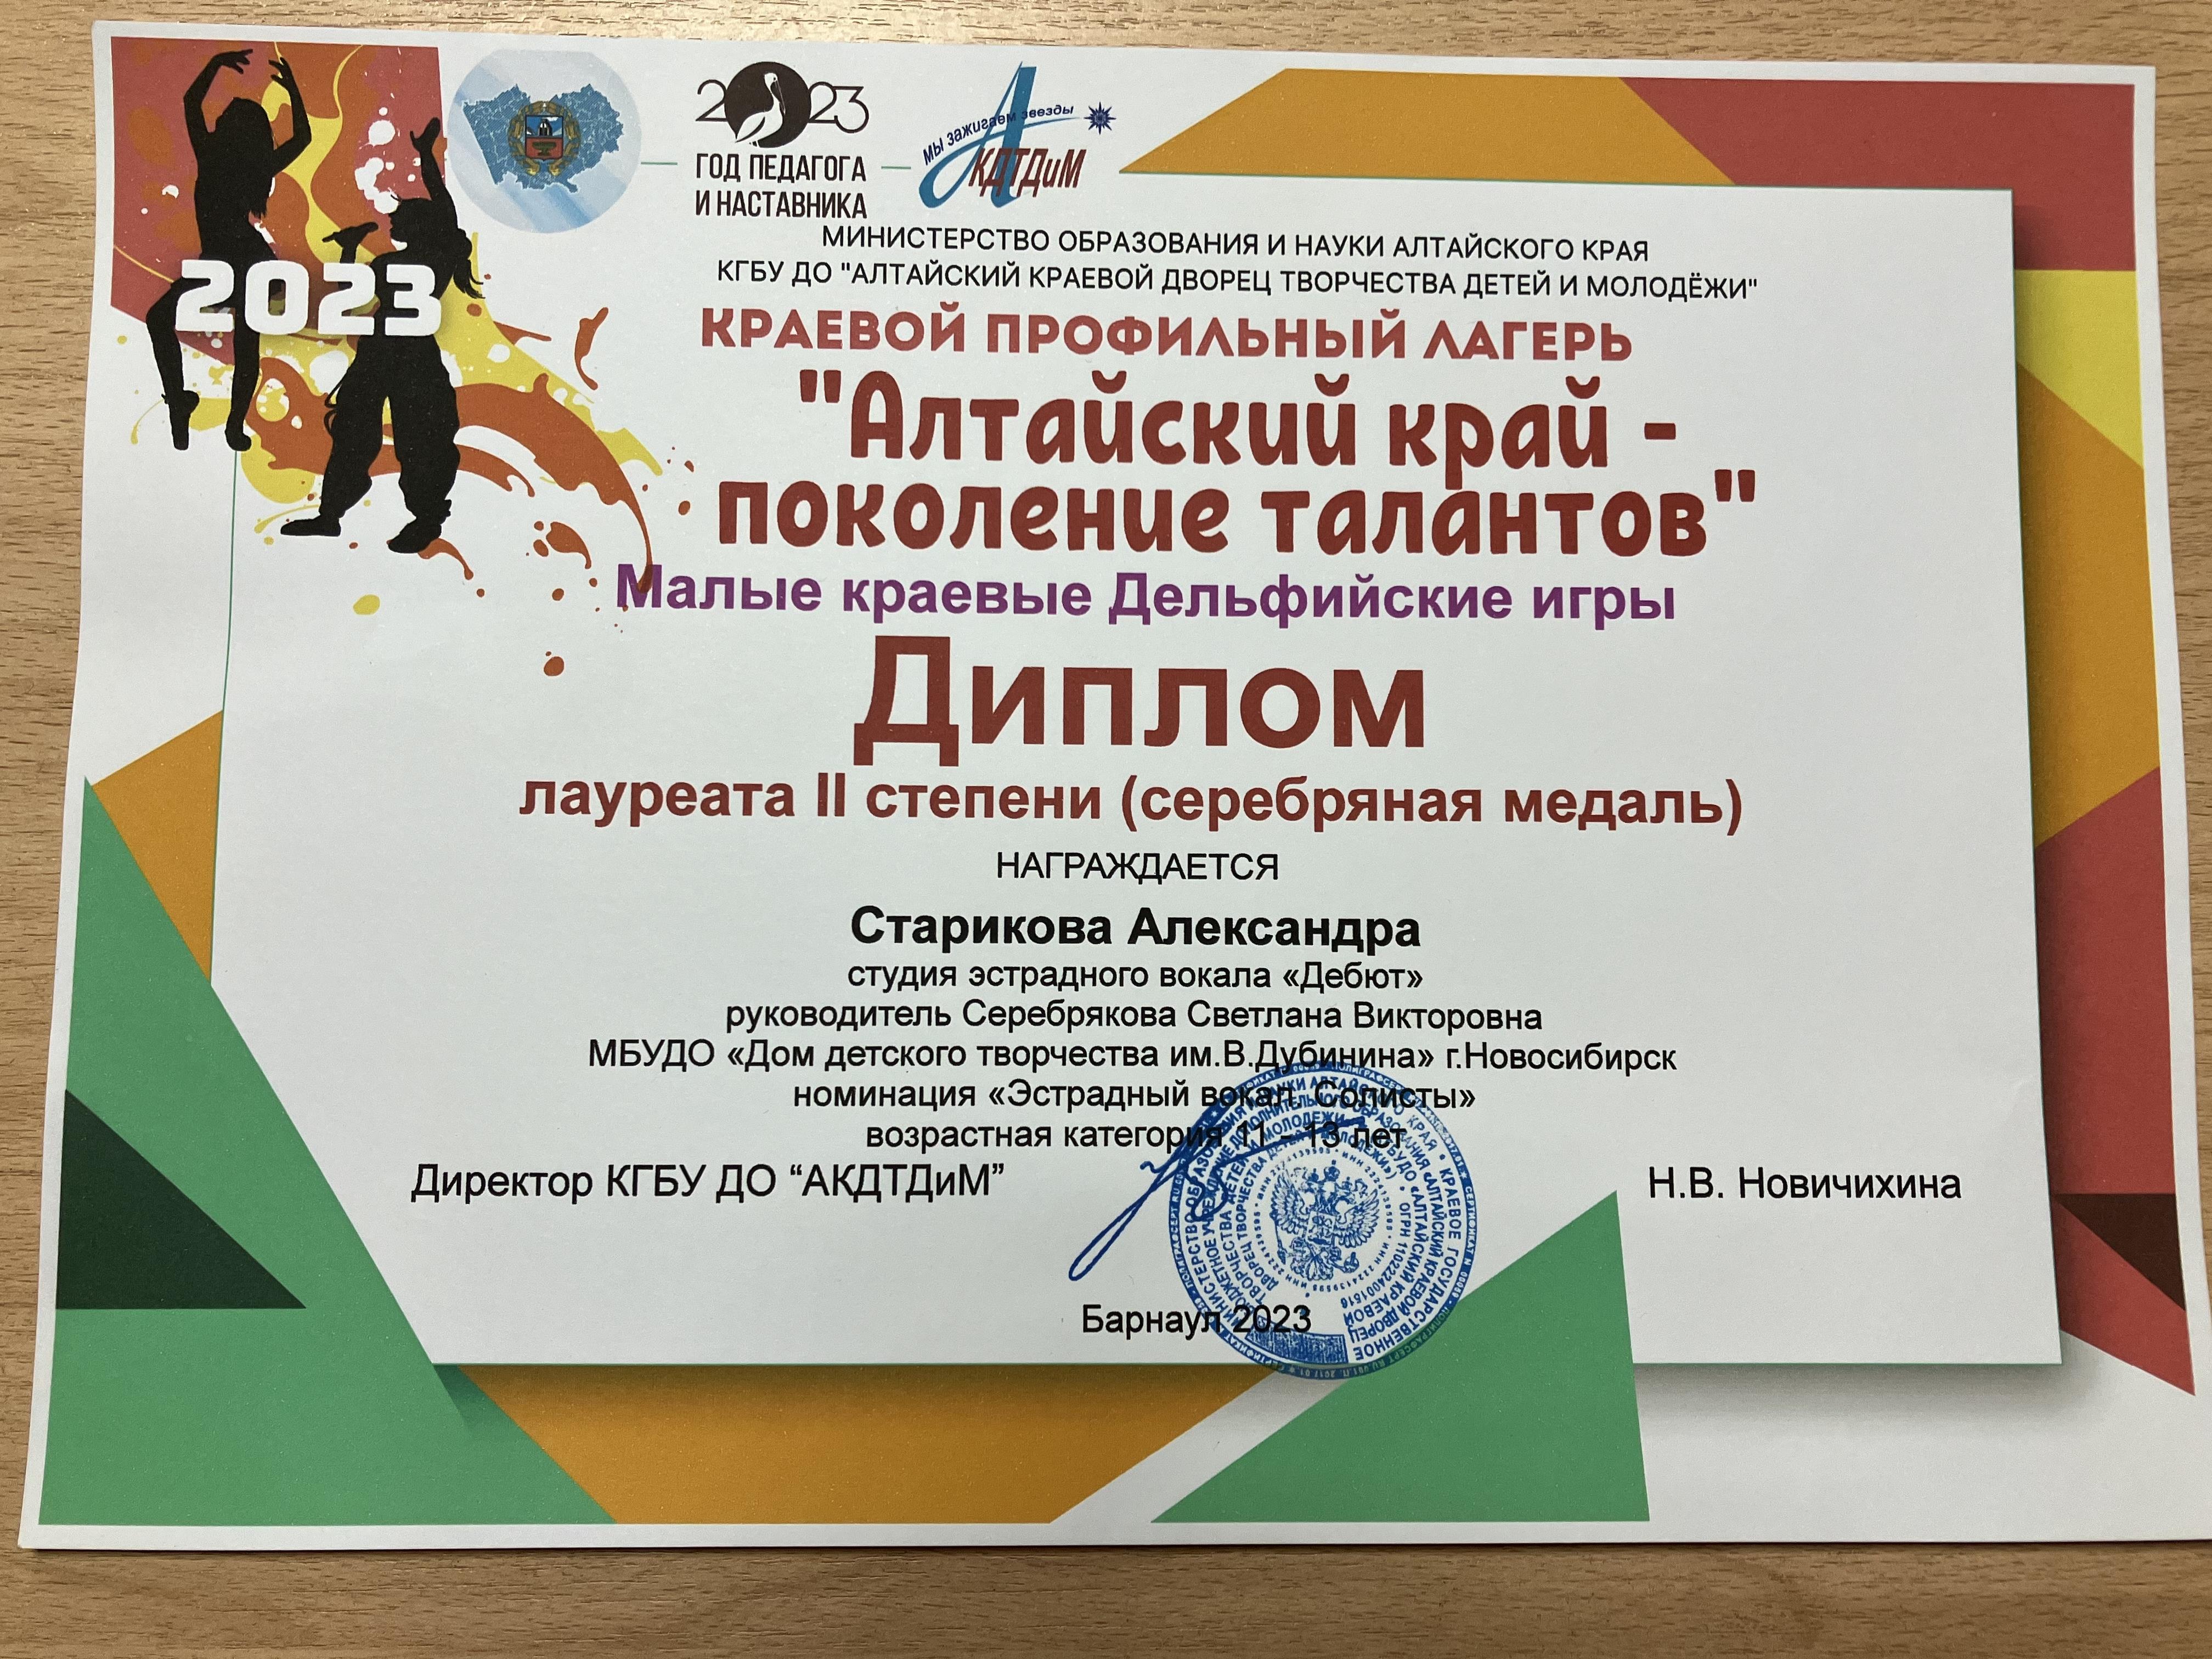 2023
2023
ГОД ПЕДАГОГА
И НАСТАВНИКА
Мы зажигаем звезды
АКДТДиМ
МИНИСТЕРСТВО ОБРАЗОВАНИЯ И НАУКИ АЛТАЙСКОГО КРАЯ
КГБУ ДО "АЛТАЙСКИЙ КРАЕВОЙ ДВОРЕЦ ТВОРЧЕСТВА ДЕТЕЙ И МОЛОДЁЖИ"
КРАЕВОЙ ПРОФИЛЬНЫЙ ЛАГЕРЬ
"Алтайский край -
поколение талантов"
Малые краевые Дельфийские игры
Диплом
лауреата II степени (серебряная медаль)
НАГРАЖДАЕТСЯ
Старикова Александра
студия эстрадного вокала «Дебют»
руководитель Серебрякова Светлана Викторовна
МБУДО «Дом детского творчества им.В.Дубинина» г.Новосибирск
номинация «Эстрадный вокал. Солисты»
возрастная категория 11 - 13 лет
Директор КГБУ ДО “АКДТДиМ”
Н.В. Новичихина
Барнаул 2023